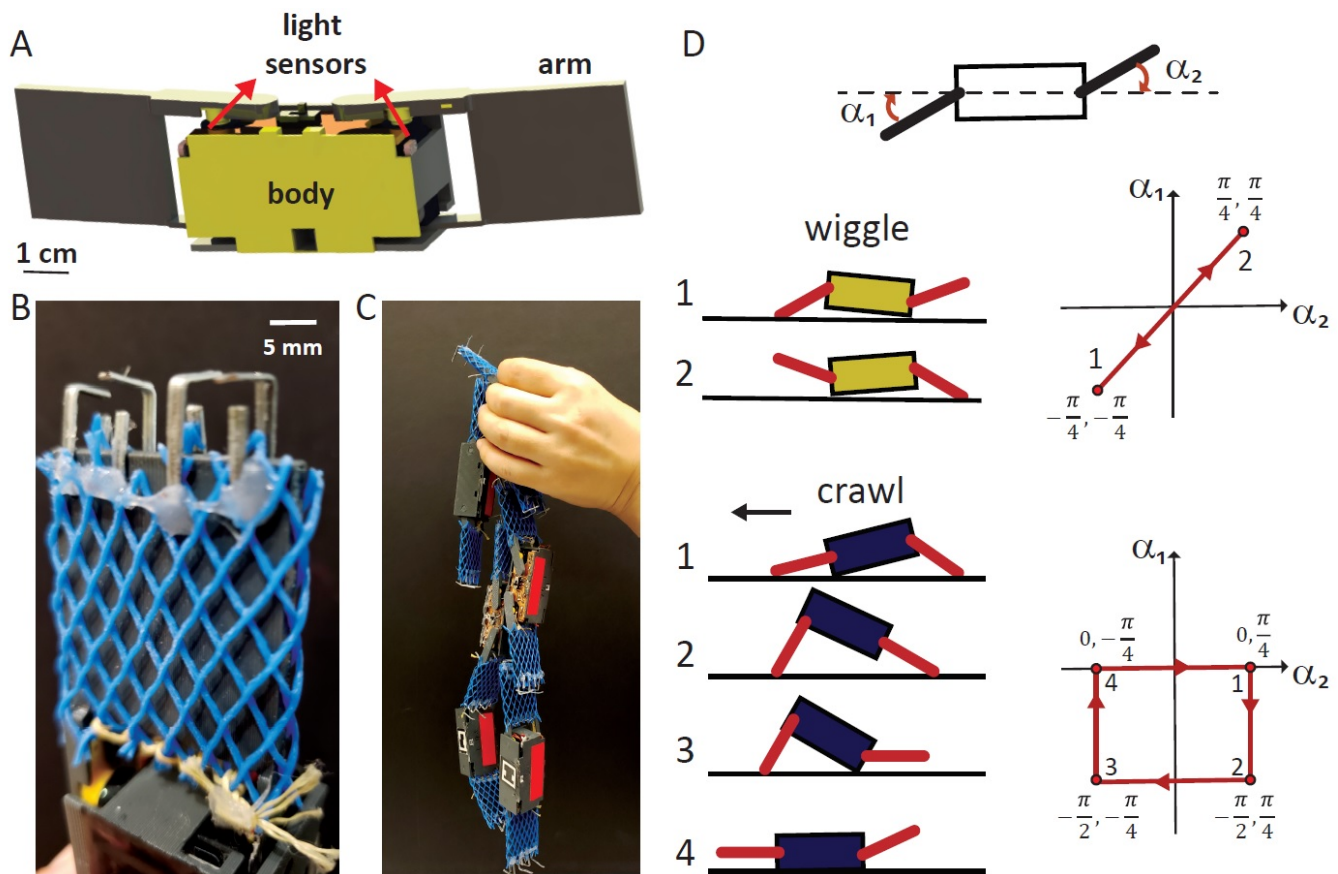 A
light
sensors
arm
body
1 cm
B
5 mm
C
D
α₁
α₂
wiggle
1
2
α₁
α₂
π/4, π/4
2
1
-π/4, -π/4
crawl
1
2
3
4
α₁
α₂
0, -π/4
0, π/4
4
1
3
2
-π/2, -π/4
-π/2, π/4